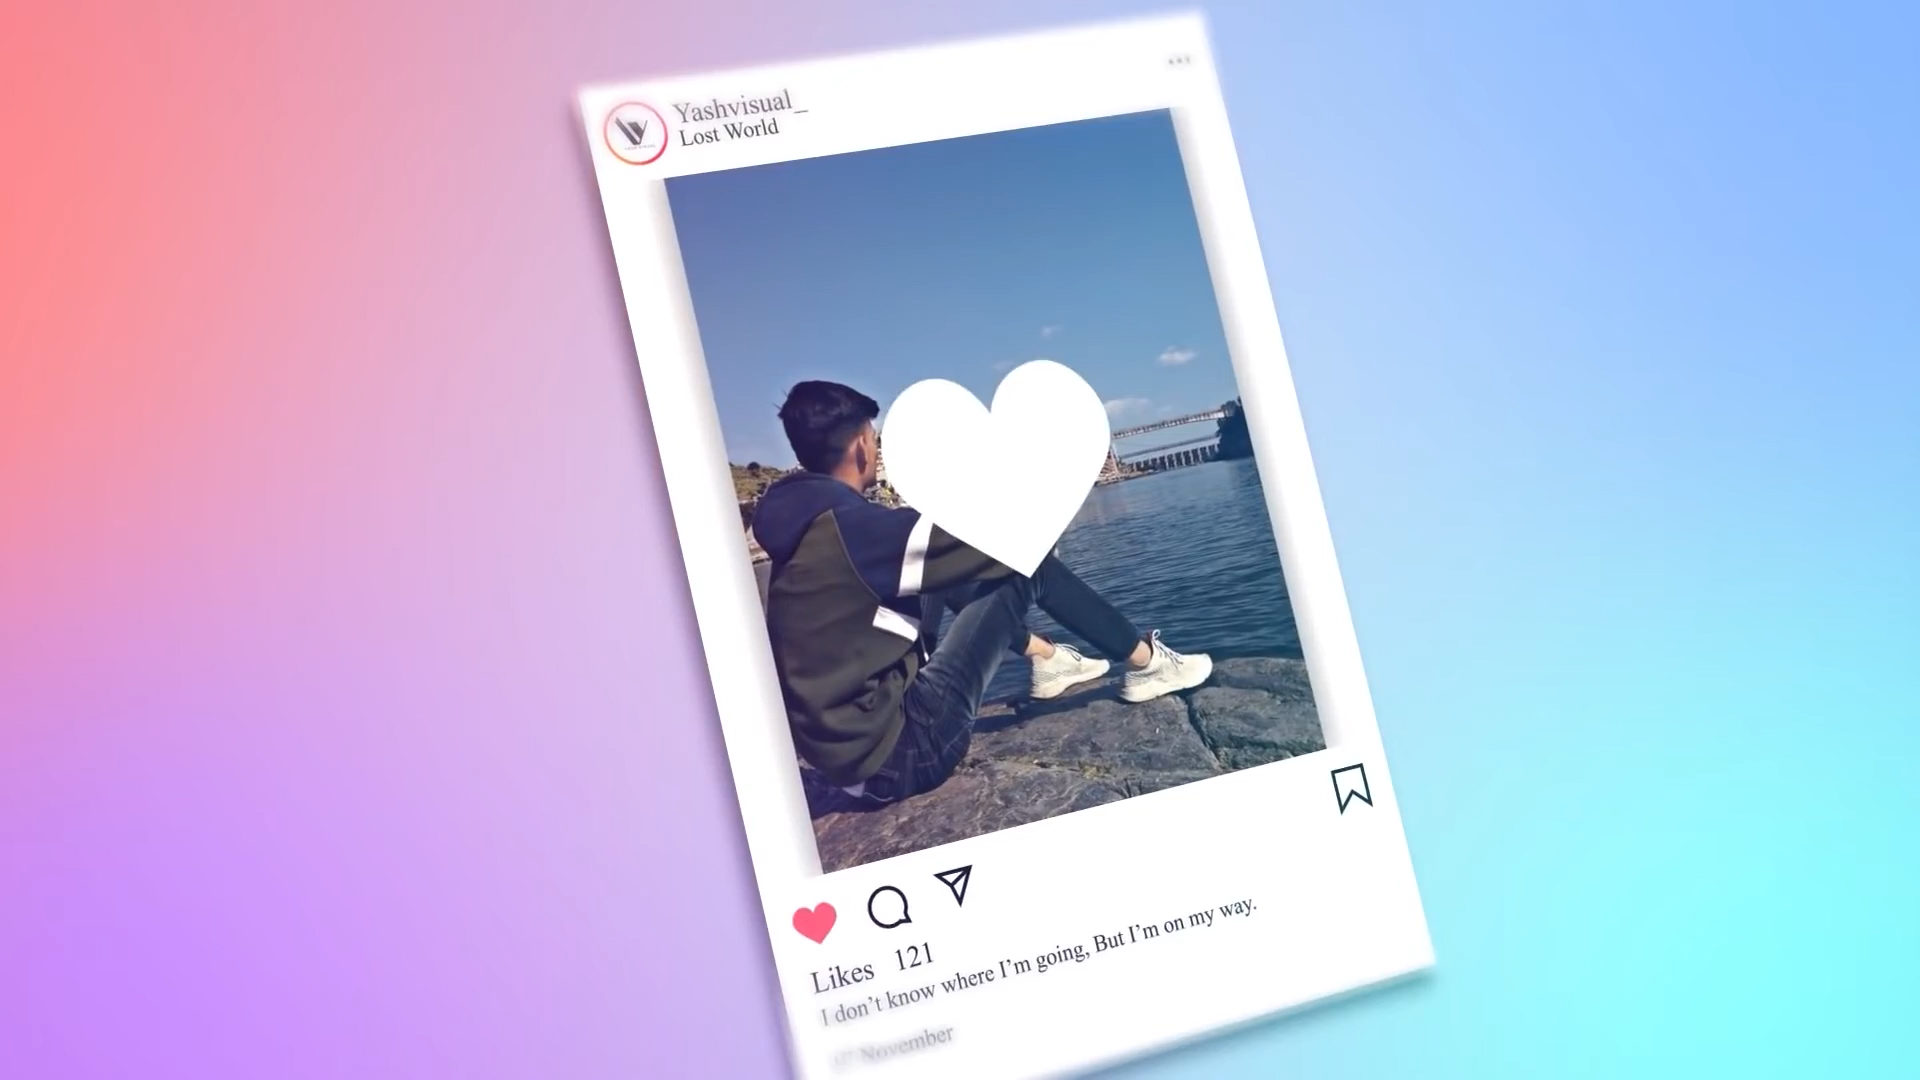 Yashvisual_
Lost World
Likes 121
I don’t know where I’m going, But I’m on my way.
November